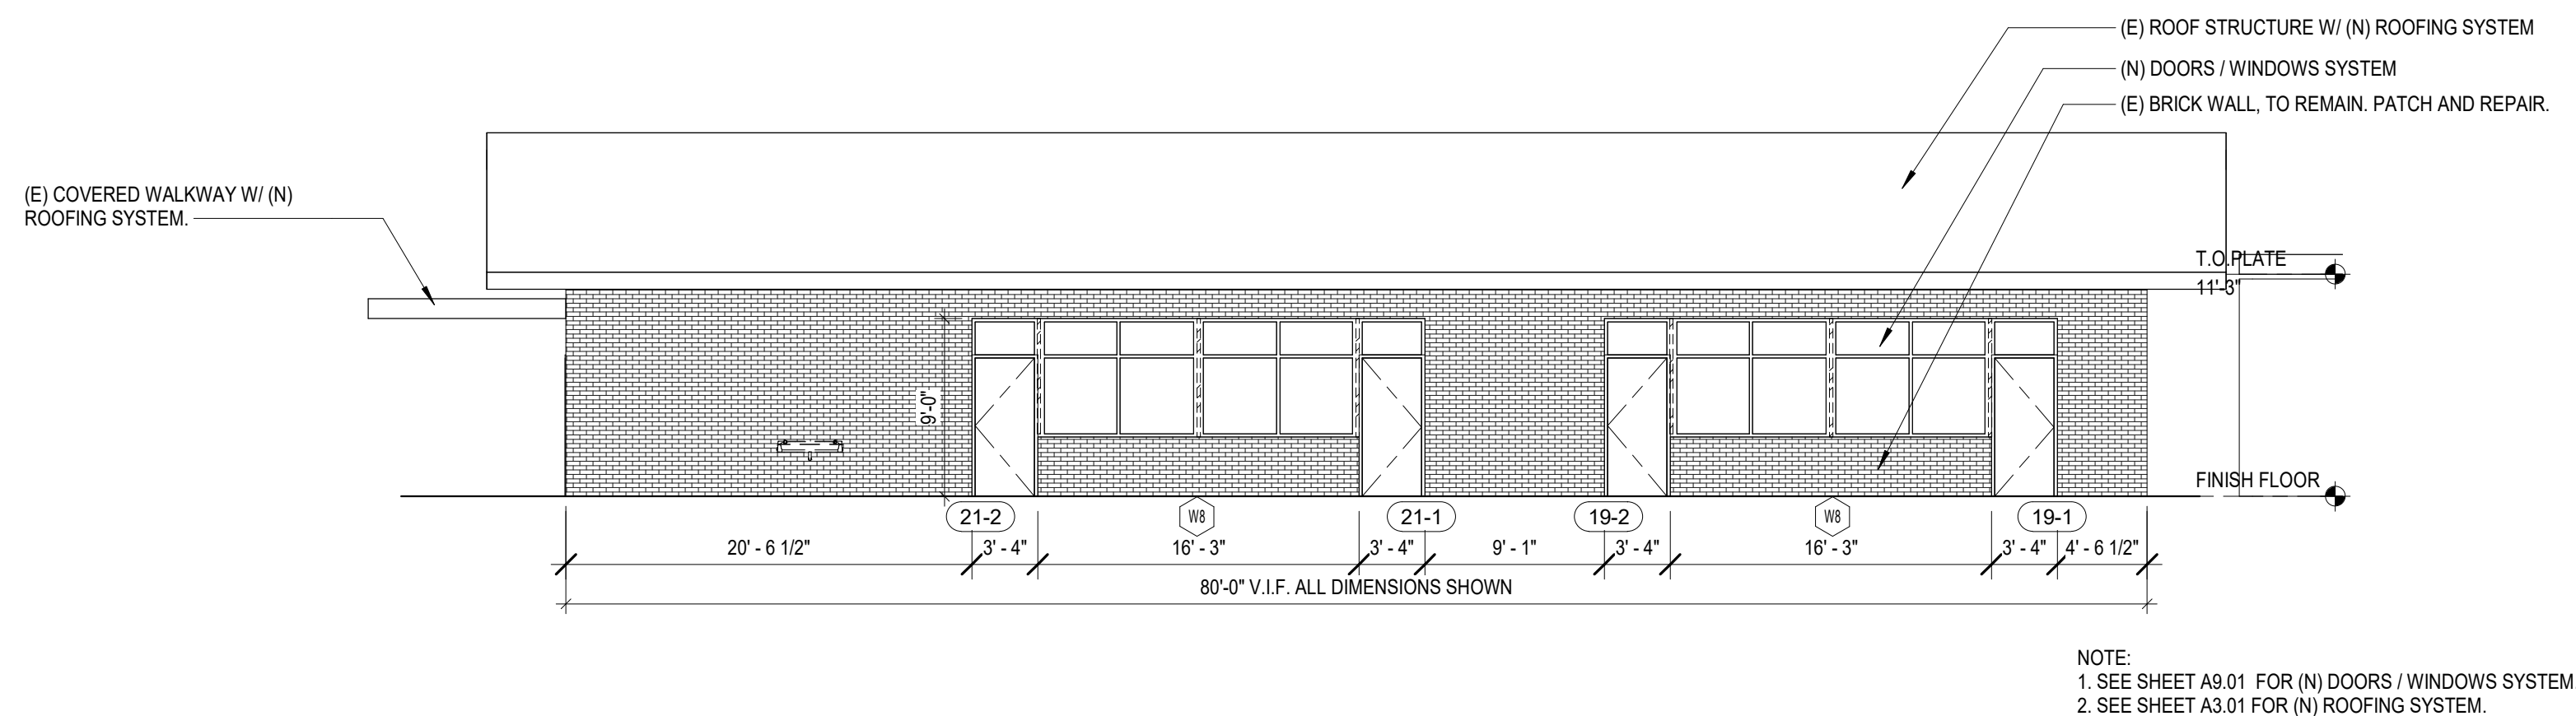 (E) ROOF STRUCTURE W/ (N) ROOFING SYSTEM
(N) DOORS / WINDOWS SYSTEM
(E) BRICK WALL, TO REMAIN. PATCH AND REPAIR.
(E) COVERED WALKWAY W/ (N)
ROOFING SYSTEM.
T.O.PLATE
11'-3"
9'-0"
FINISH FLOOR
21-2
W8
21-1
19-2
W8
19-1
20' - 6 1/2"
3' - 4"
16' - 3"
3' - 4"
9' - 1"
3' - 4"
16' - 3"
3' - 4"
4' - 6 1/2"
80'-0" V.I.F. ALL DIMENSIONS SHOWN
NOTE:
1. SEE SHEET A9.01 FOR (N) DOORS / WINDOWS SYSTEM
2. SEE SHEET A3.01 FOR (N) ROOFING SYSTEM.